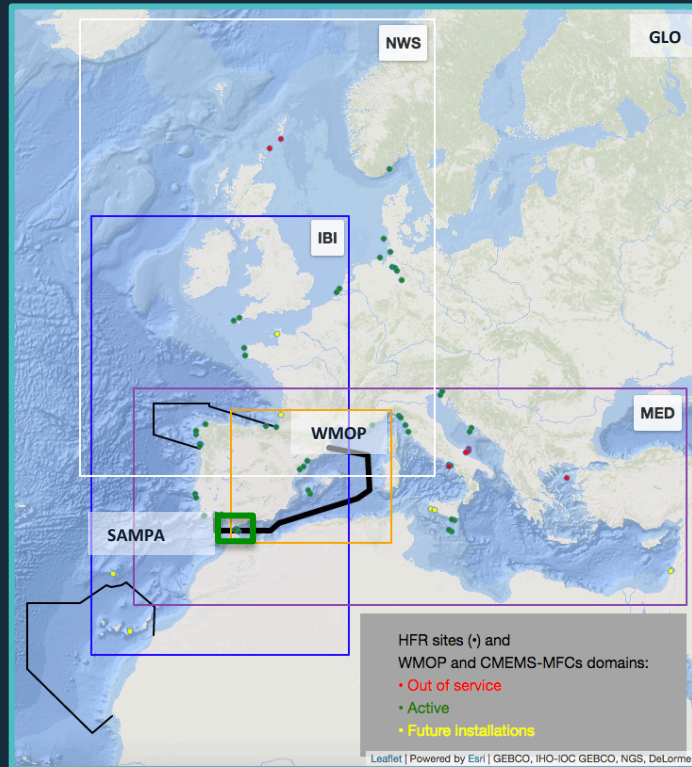 NWS
GLO
IBI
MED
WMOP
SAMPA
HFR sites (•) and
WMOP and CMEMS-MFCs domains:
• Out of service
• Active
• Future installations
Leaflet | Powered by Esri | GEBCO, IHO-IOC GEBCO, NGS, DeLorme